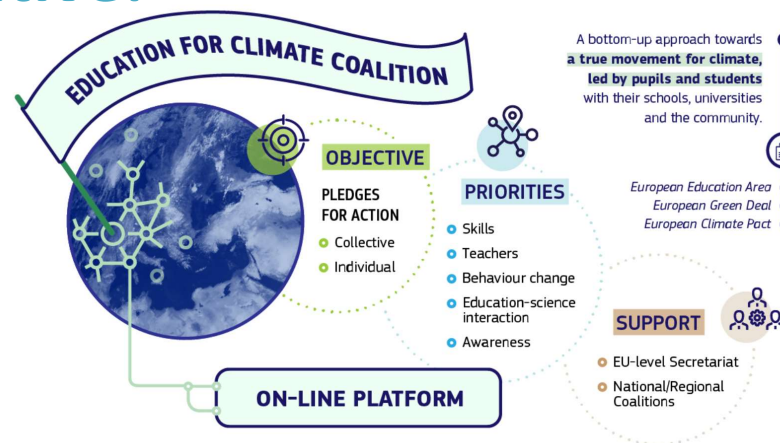 EDUCATION FOR CLIMATE COALITION
A bottom-up approach towards
a true movement for climate,
led by pupils and students
with their schools, universities
and the community.
European Education Area
European Green Deal
European Climate Pact
OBJECTIVE
PLEDGES
FOR ACTION
Collective
Individual
PRIORITIES
Skills
Teachers
Behaviour change
Education-science
interaction
Awareness
SUPPORT
EU-level Secretariat
National/Regional
Coalitions
ON-LINE PLATFORM